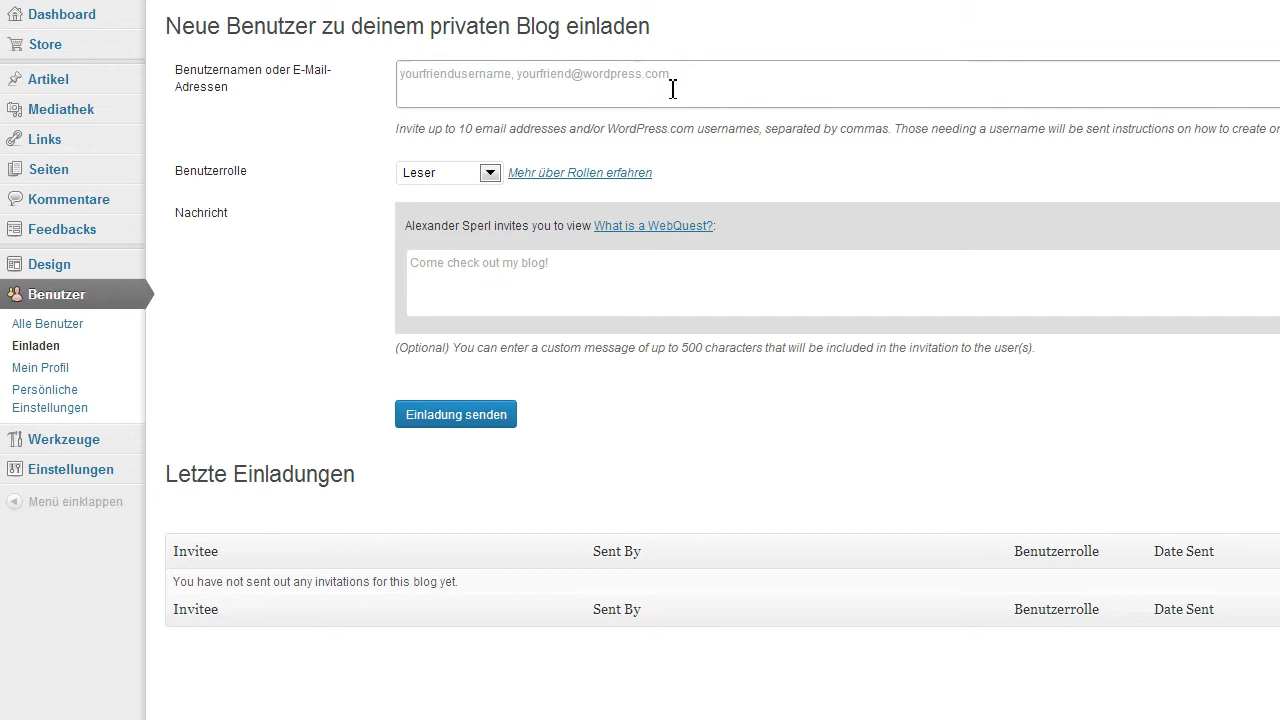 Dashboard
Store
Artikel
Mediathek
Links
Seiten
Kommentare
Feedbacks
Design
Benutzer
Alle Benutzer
Einladen
Mein Profil
Persönliche
Einstellungen
Werkzeuge
Einstellungen
Menü einklappen
Neue Benutzer zu deinem privaten Blog einladen
Benutzernamen oder E-Mail-
Adressen
yourfriendusername, yourfriend@wordpress.com
Invite up to 10 email addresses and/or WordPress.com usernames, separated by commas. Those needing a username will be sent instructions on how to create
Benutzerrolle
Leser
Mehr über Rollen erfahren
Nachricht
Alexander Sperl invites you to view What is a WebQuest?:
Come check out my blog!
(Optional) You can enter a custom message of up to 500 characters that will be included in the invitation to the user(s).
Einladung senden
Letzte Einladungen
Invitee Sent By Benutzerrolle Date Sent
You have not sent out any invitations for this blog yet.
Invitee Sent By Benutzerrolle Date Sent